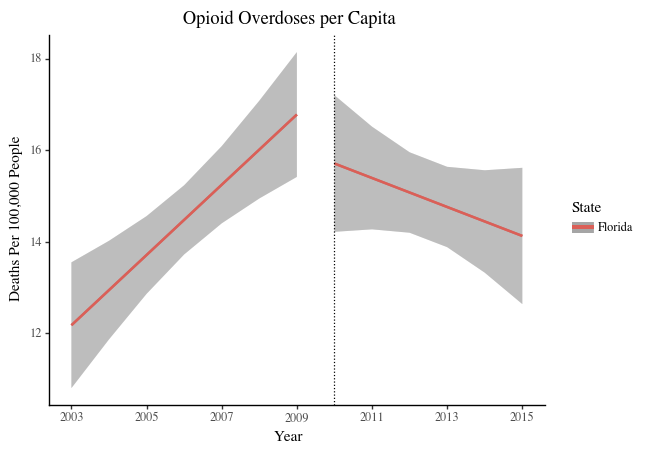 Opioid Overdoses per Capita
Deaths Per 100,000 People
18
16
14
12
2003 2005 2007 2009 2011 2013 2015
Year
State
Florida